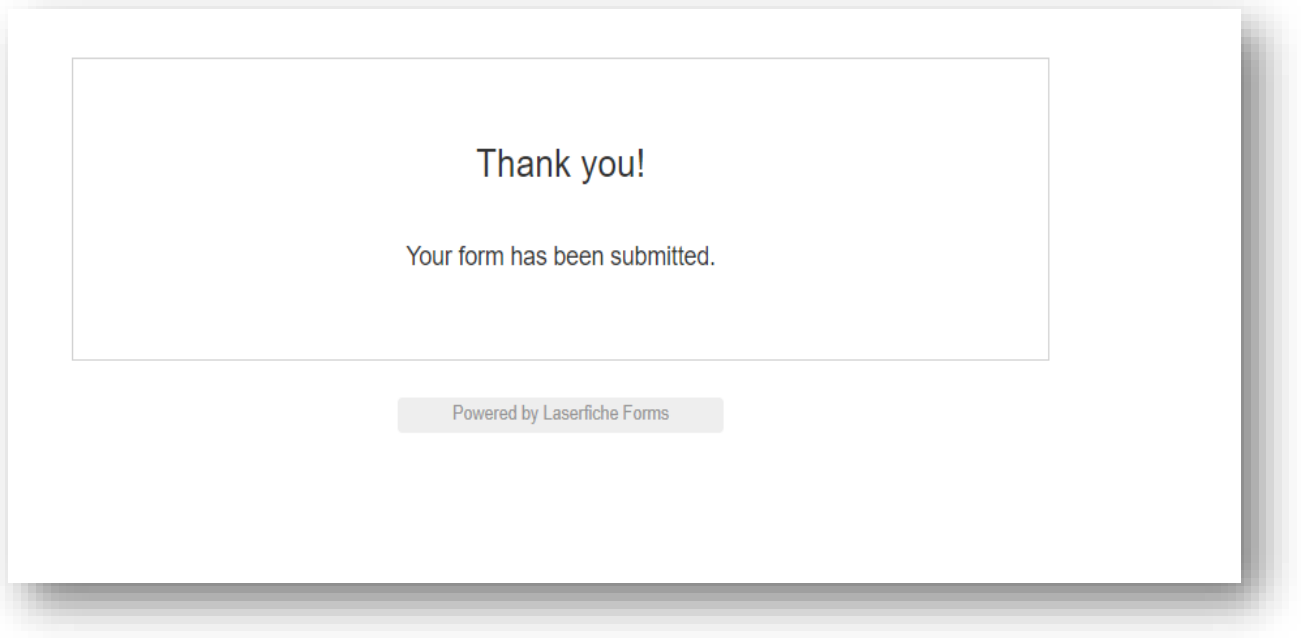 Thank you!
Your form has been submitted.
Powered by Laserfiche Forms